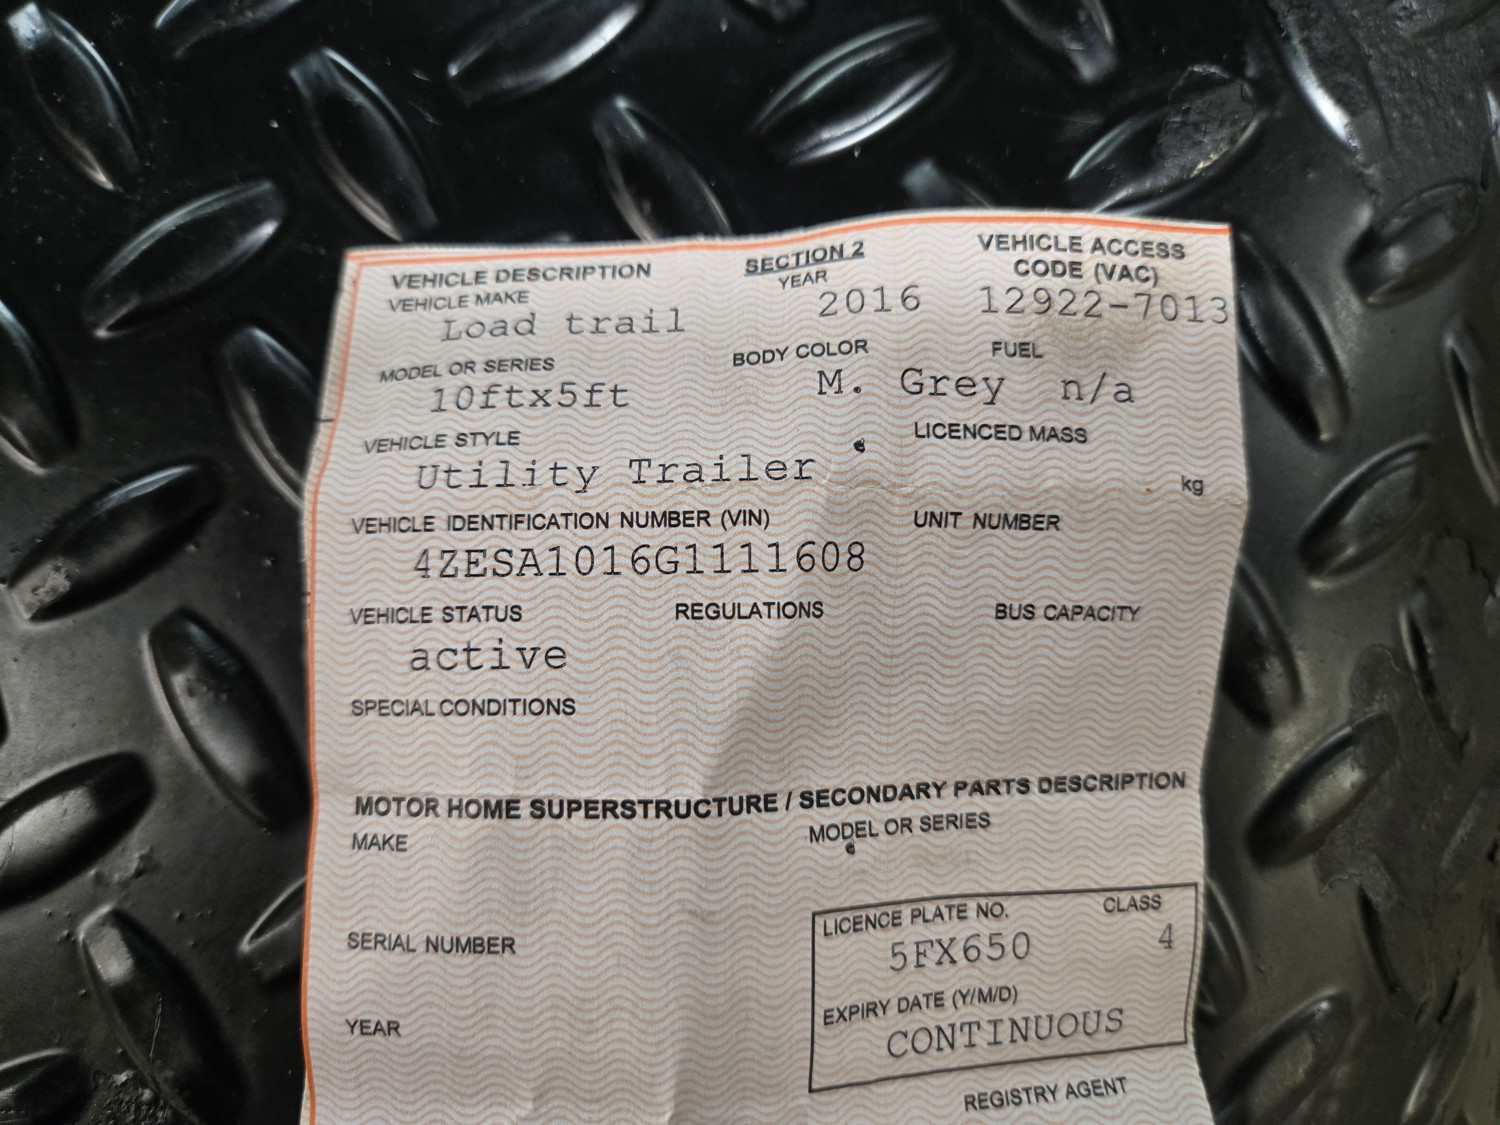 VEHICLE DESCRIPTION SECTION 2 VEHICLE ACCESS
CODE (VAC)
VEHICLE MAKE YEAR
Load trail 2016 12922-7013
MODEL OR SERIES BODY COLOR FUEL
10ftx5ft M. Grey n/a
VEHICLE STYLE LICENCED MASS
Utility Trailer kg
VEHICLE IDENTIFICATION NUMBER (VIN) UNIT NUMBER
4ZESA1016G1111608
VEHICLE STATUS REGULATIONS BUS CAPACITY
active
SPECIAL CONDITIONS
MOTOR HOME SUPERSTRUCTURE / SECONDARY PARTS DESCRIPTION
MAKE MODEL OR SERIES
LICENCE PLATE NO. CLASS
SERIAL NUMBER 5FX650 4
EXPIRY DATE (Y/M/D)
YEAR CONTINUOUS
REGISTRY AGENT